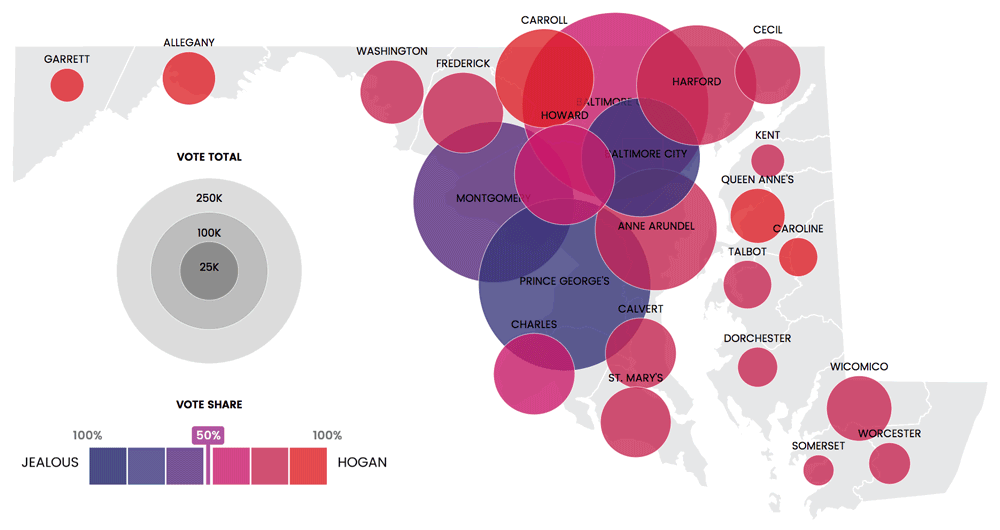 CARROLL
CECIL
ALLEGANY
WASHINGTON
GARRETT
FREDERICK
HARFORD
BALTIMORE
HOWARD
KENT
VOTE TOTAL
BALTIMORE CITY
QUEEN ANNE'S
250K
MONTGOMERY
100K
ANNE ARUNDEL
CAROLINE
TALBOT
25K
PRINCE GEORGE'S
CALVERT
CHARLES
DORCHESTER
WICOMICO
ST. MARY'S
VOTE SHARE
100%
50%
100%
WORCESTER
SOMERSET
JEALOUS
HOGAN